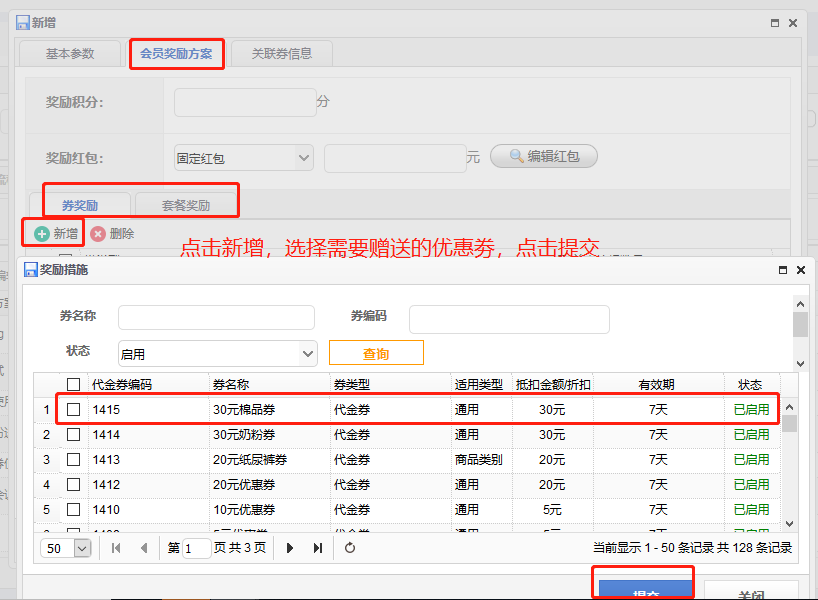 新增
基本参数 会员奖励方案 关联券信息
奖励积分: 分
奖励红包: 固定红包 元 编辑红包
券奖励 套餐奖励
新增 删除
点击新增，选择需要赠送的优惠券，点击提交
奖励措施
券名称 券编码
状态 启用 查询
代金券编码 券名称 券类型 适用类型 抵扣金额/折扣 有效期 状态
1 1415 30元棉品券 代金券 通用 30元 7天 已启用
2 1414 30元奶粉券 代金券 通用 30元 7天 已启用
3 1413 20元纸尿裤券 代金券 商品类别 20元 7天 已启用
4 1412 20元优惠券 代金券 通用 20元 7天 已启用
5 1410 10元优惠券 代金券 通用 5元 7天 已启用
50 第 1 页 共 3 页 当前显示 1 - 50 条记录 共 128 条记录
提交 关闭